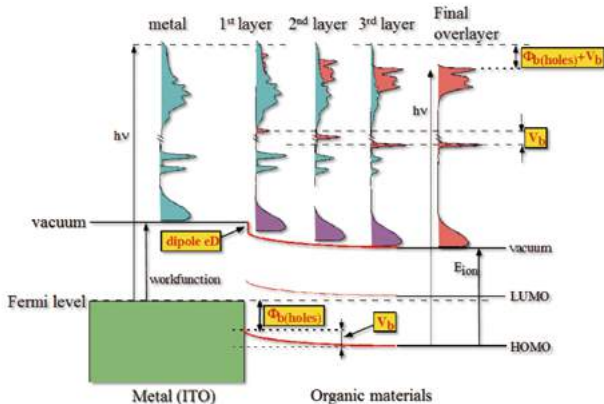 metal
1st layer
2nd layer
3rd layer
Final
overlayer
Φb(holes)+Vb
hν
hν
Vb
vacuum
dipole eD
workfunction
vacuum
Eion
LUMO
Fermi level
Φb(holes)
Vb
HOMO
Metal (ITO)
Organic materials